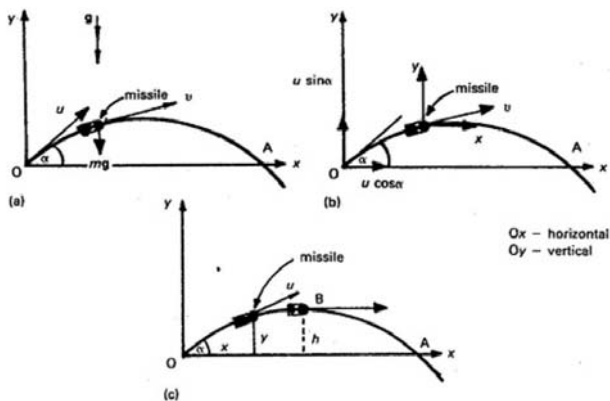 y
g
u
missile
υ
α
mg
A
O
x
(a)
y
u sinα
y
missile
υ
x
α
A
O
u cosα
x
(b)
Ox – horizontal
Oy – vertical
y
missile
u
B
α
x
y
h
A
O
x
(c)